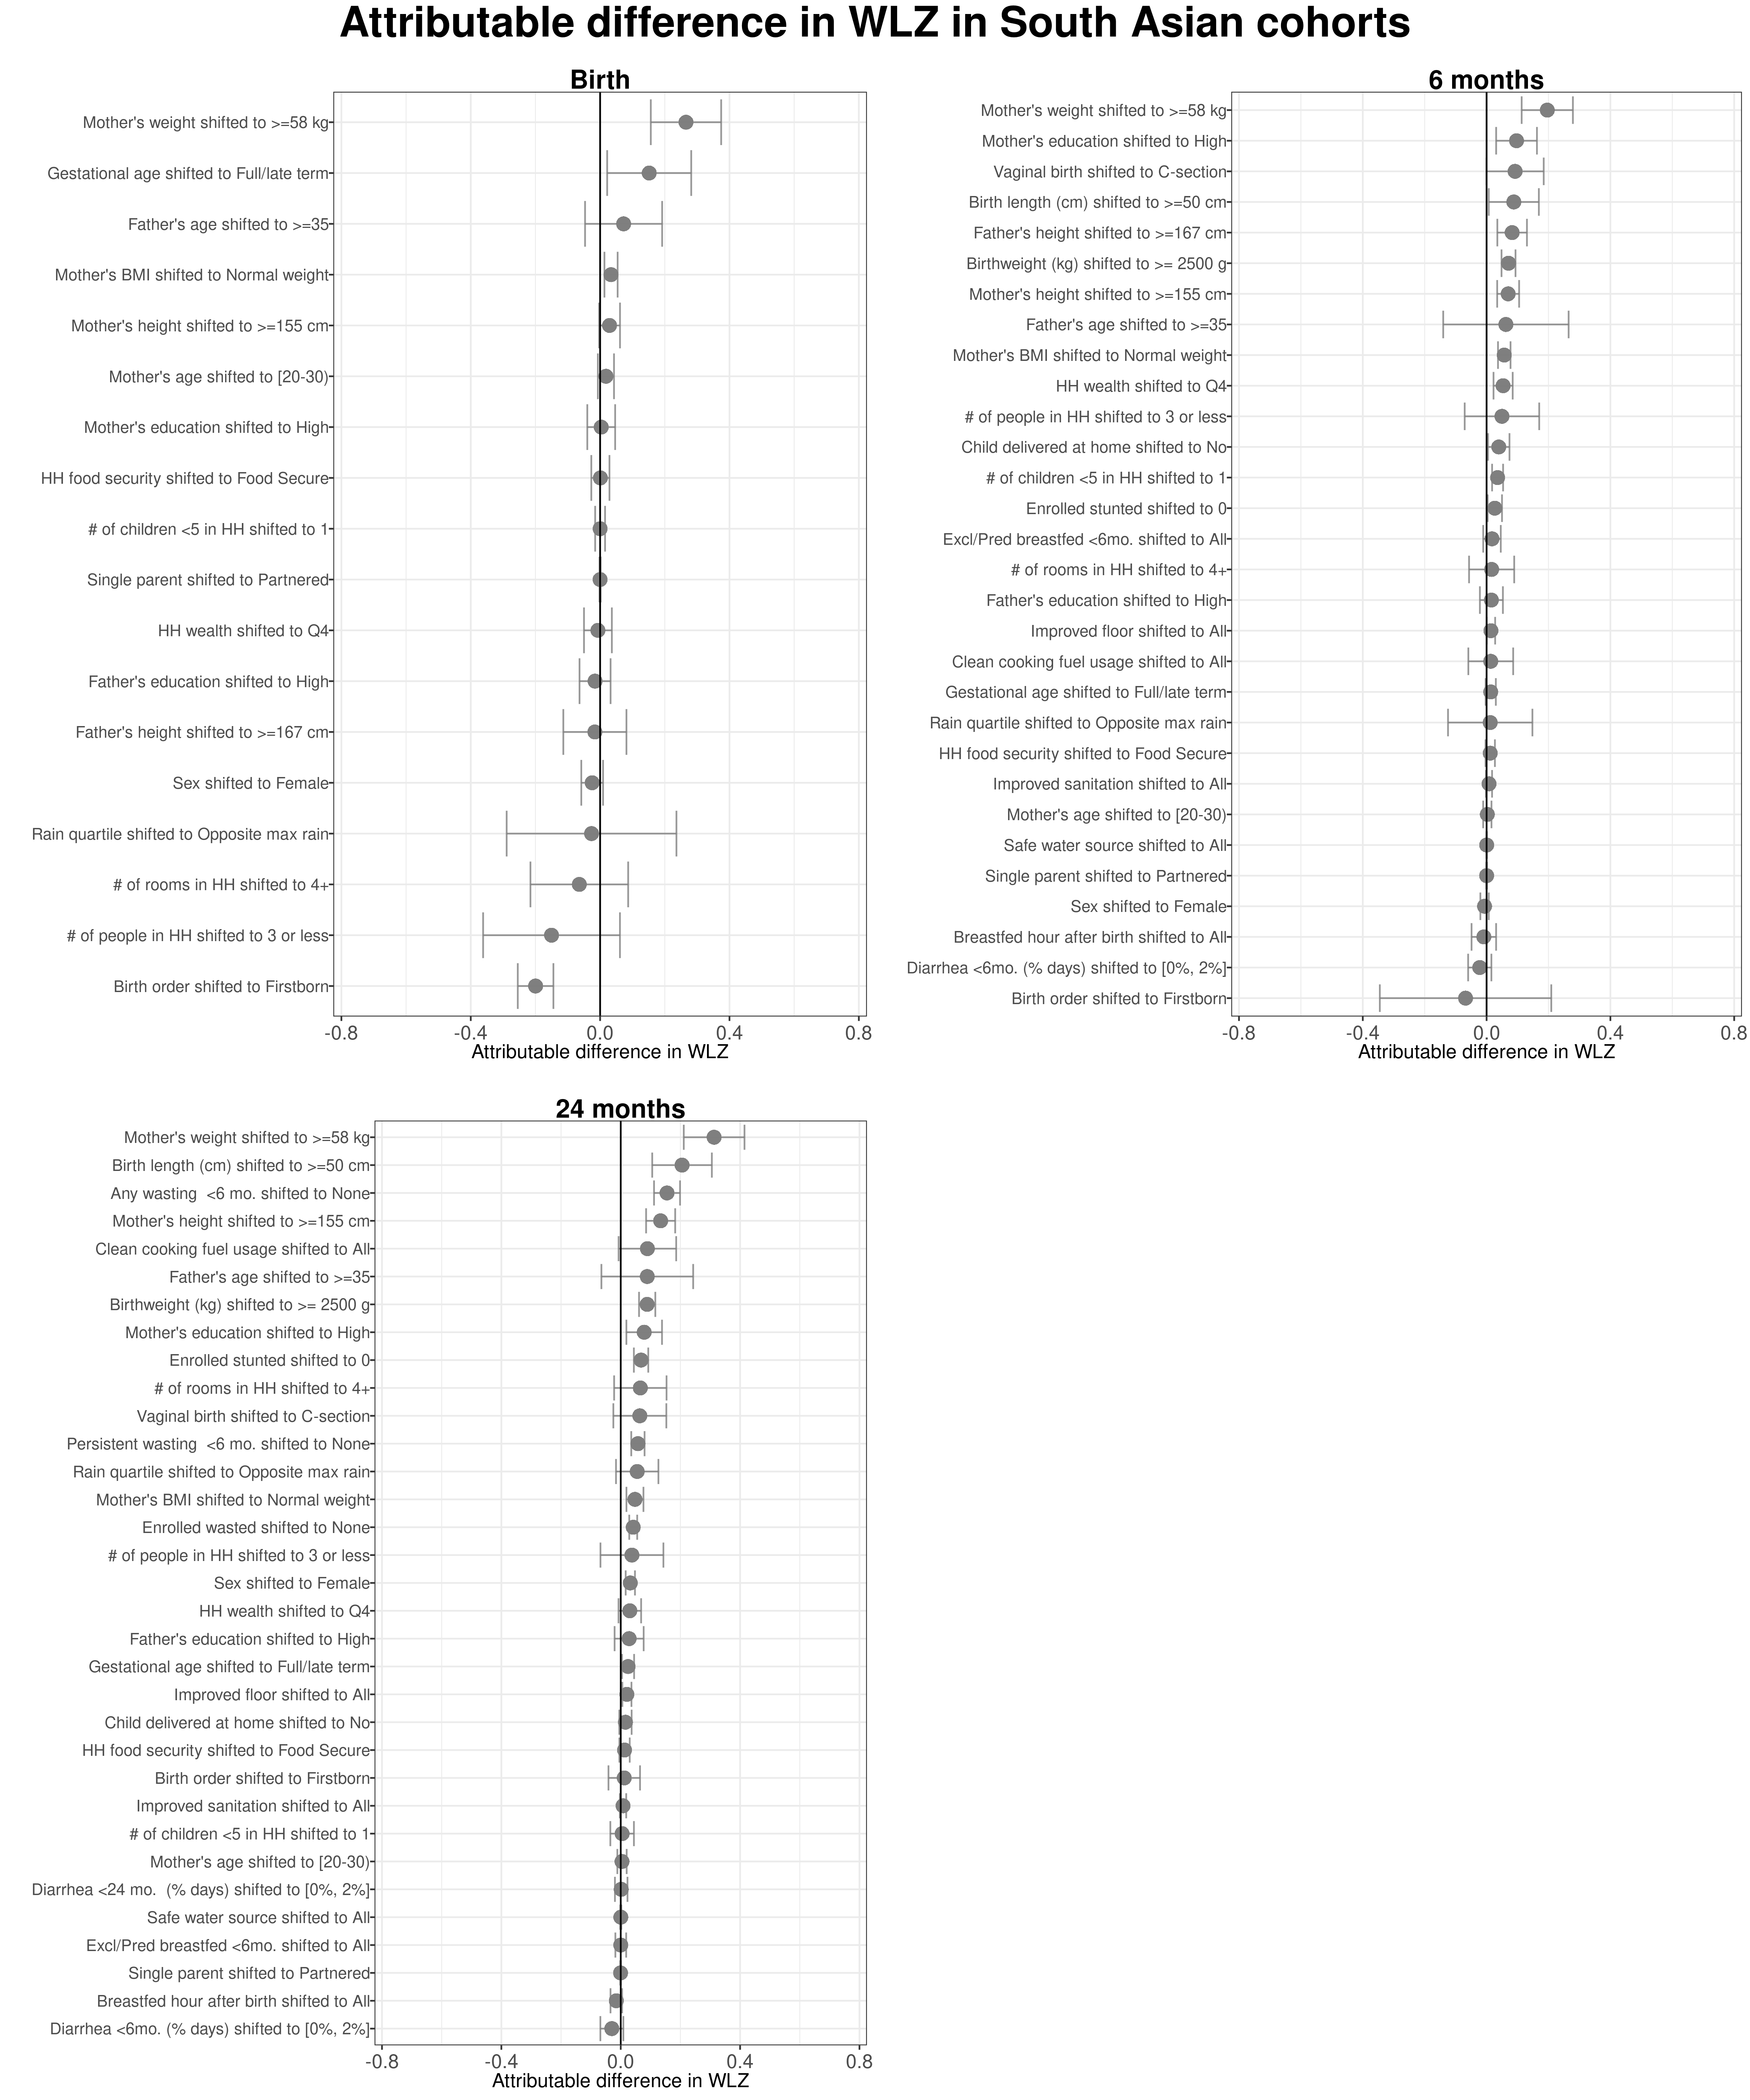 Attributable difference in WLZ in South Asian cohorts
Birth
Mother's weight shifted to >=58 kg
Gestational age shifted to Full/late term
Father's age shifted to >=35
Mother's BMI shifted to Normal weight
Mother's height shifted to >=155 cm
Mother's age shifted to [20-30)
Mother's education shifted to High
HH food security shifted to Food Secure
# of children <5 in HH shifted to 1
Single parent shifted to Partnered
HH wealth shifted to Q4
Father's education shifted to High
Father's height shifted to >=167 cm
Sex shifted to Female
Rain quartile shifted to Opposite max rain
# of rooms in HH shifted to 4+
# of people in HH shifted to 3 or less
Birth order shifted to Firstborn
-0.8 -0.4 0.0 0.4 0.8
Attributable difference in WLZ
6 months
Mother's weight shifted to >=58 kg
Mother's education shifted to High
Vaginal birth shifted to C-section
Birth length (cm) shifted to >=50 cm
Father's height shifted to >=167 cm
Birthweight (kg) shifted to >= 2500 g
Mother's height shifted to >=155 cm
Father's age shifted to >=35
Mother's BMI shifted to Normal weight
HH wealth shifted to Q4
# of people in HH shifted to 3 or less
Child delivered at home shifted to No
# of children <5 in HH shifted to 1
Enrolled stunted shifted to 0
Excl/Pred breastfed <6mo. shifted to All
# of rooms in HH shifted to 4+
Father's education shifted to High
Improved floor shifted to All
Clean cooking fuel usage shifted to All
Gestational age shifted to Full/late term
Rain quartile shifted to Opposite max rain
HH food security shifted to Food Secure
Improved sanitation shifted to All
Mother's age shifted to [20-30)
Safe water source shifted to All
Single parent shifted to Partnered
Sex shifted to Female
Breastfed hour after birth shifted to All
Diarrhea <6mo. (% days) shifted to [0%, 2%]
Birth order shifted to Firstborn
-0.8 -0.4 0.0 0.4 0.8
Attributable difference in WLZ
24 months
Mother's weight shifted to >=58 kg
Birth length (cm) shifted to >=50 cm
Any wasting  <6 mo. shifted to None
Mother's height shifted to >=155 cm
Clean cooking fuel usage shifted to All
Father's age shifted to >=35
Birthweight (kg) shifted to >= 2500 g
Mother's education shifted to High
Enrolled stunted shifted to 0
# of rooms in HH shifted to 4+
Vaginal birth shifted to C-section
Persistent wasting  <6 mo. shifted to None
Rain quartile shifted to Opposite max rain
Mother's BMI shifted to Normal weight
Enrolled wasted shifted to None
# of people in HH shifted to 3 or less
Sex shifted to Female
HH wealth shifted to Q4
Father's education shifted to High
Gestational age shifted to Full/late term
Improved floor shifted to All
Child delivered at home shifted to No
HH food security shifted to Food Secure
Birth order shifted to Firstborn
Improved sanitation shifted to All
# of children <5 in HH shifted to 1
Mother's age shifted to [20-30)
Diarrhea <24 mo.  (% days) shifted to [0%, 2%]
Safe water source shifted to All
Excl/Pred breastfed <6mo. shifted to All
Single parent shifted to Partnered
Breastfed hour after birth shifted to All
Diarrhea <6mo. (% days) shifted to [0%, 2%]
-0.8 -0.4 0.0 0.4 0.8
Attributable difference in WLZ